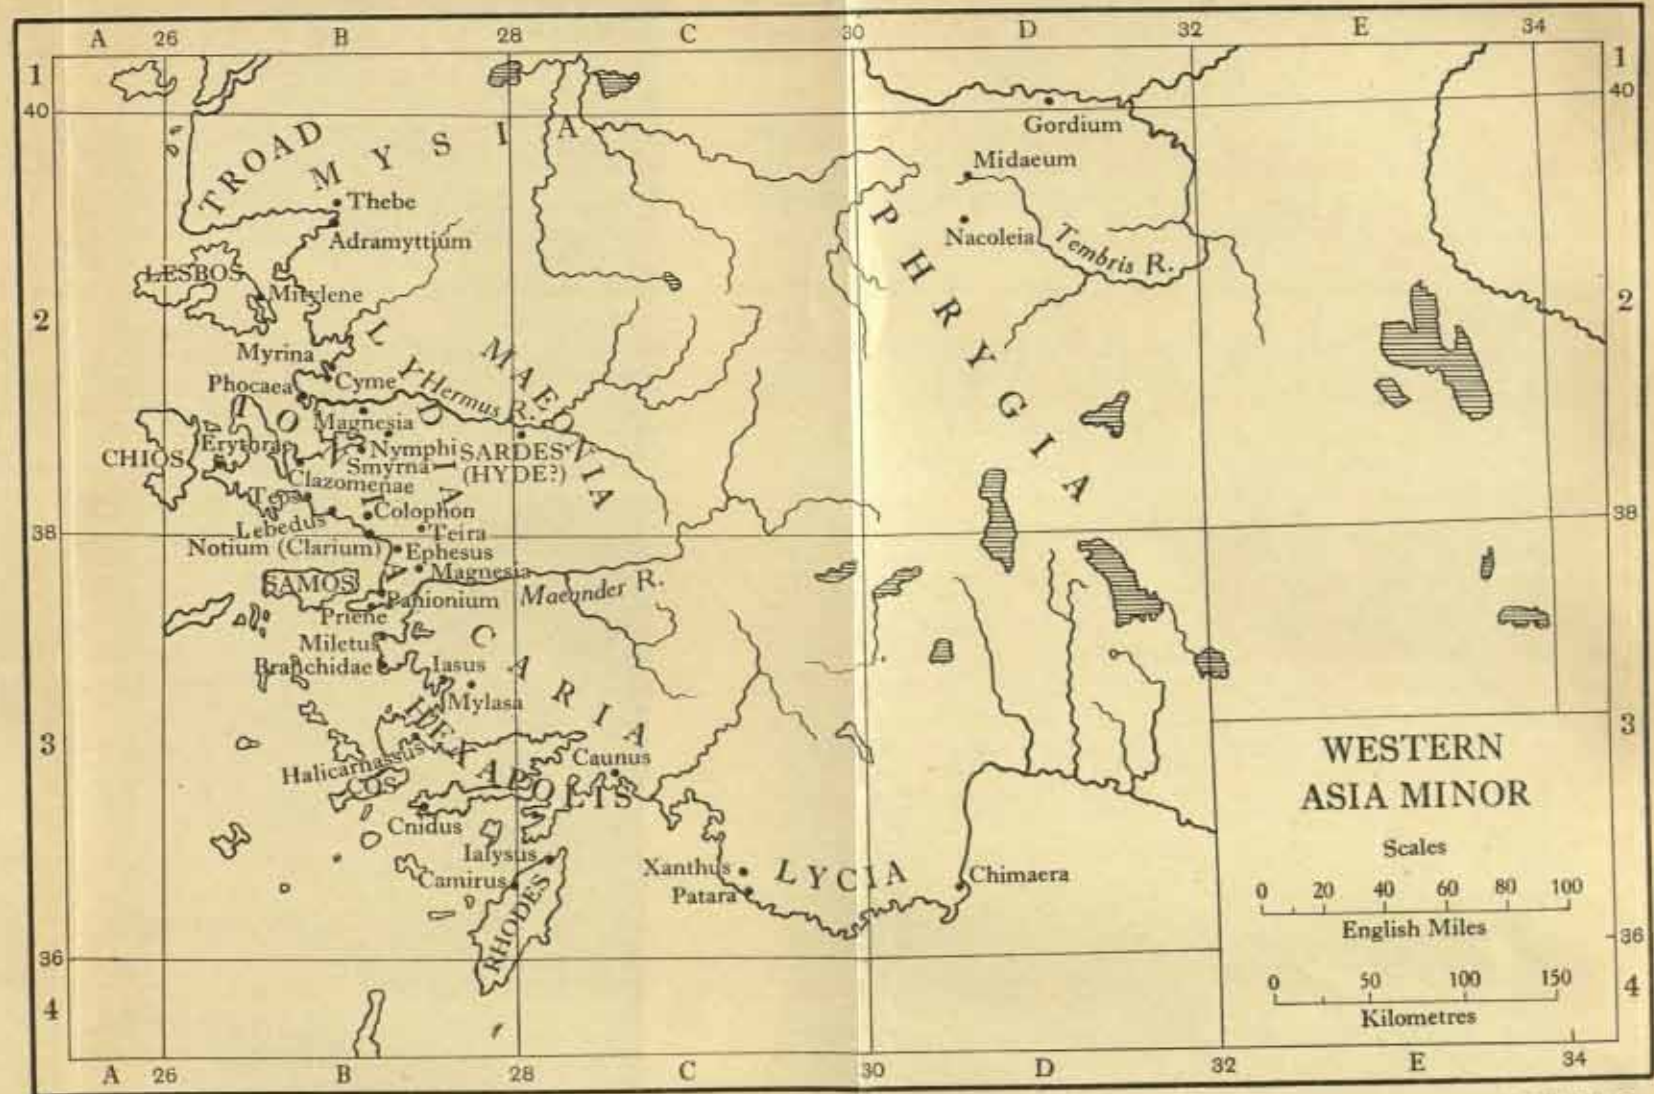 A 26 B 28 C 30 D 32 E 34
1 1
40 40
TROAD
MYSIA
Gordium
Midaeum
Thebe
Adramyttium
Nacoleia
Tembris R.
PHRYGIA
LESBOS
Mitylene
2 2
LYDIA
MAEONIA
Myrina
Phocaea
Cyme
Hermus R.
IONIA
Magnesia
CHIOS
Erythrae
Nymphi
SARDES
(HYDE?)
Smyrna
Clazomenae
Teos
Colophon
Lebedus
Teira
38 38
Notium (Clarium)
Ephesus
Magnesia
SAMOS
Panionium
Maeander R.
Priene
Miletus
CARIA
Branchidae
Iasus
Mylasa
HEXAPOLIS
3 3
Halicarnassus
Caunus
COS
Cnidus
Ialysus
Camirus
RHODES
Xanthus
Patara
LYCIA
Chimaera
36 36
4 4
WESTERN
ASIA MINOR
Scales
0 20 40 60 80 100
English Miles
0 50 100 150
Kilometres
A 26 B 28 C 30 D 32 E 34